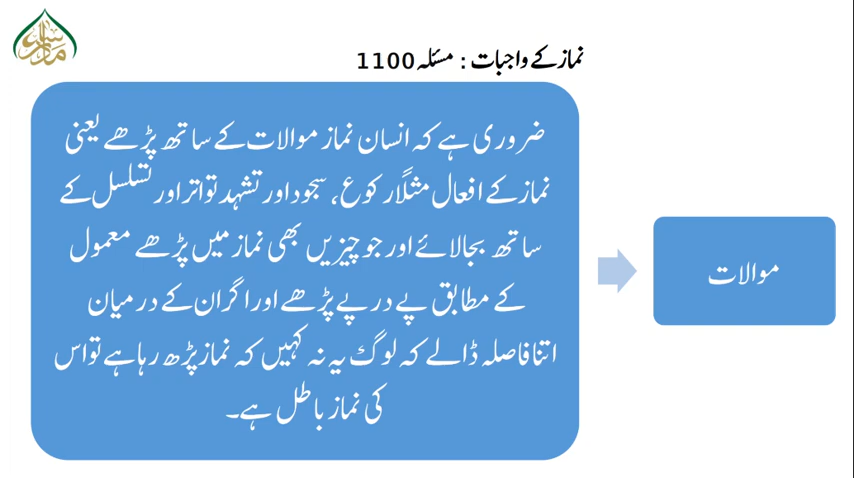 نماز کے واجبات : مسئلہ 1100
ضروری ہے کہ انسان نماز موالات کے ساتھ پڑھے یعنی
نماز کے افعال مثلاً رکوع، سجود اور تشہد تواتر اور تسلسل کے
ساتھ بجالائے اور جو چیزیں بھی نماز میں پڑھے معمول
کے مطابق پے در پے پڑھے اور اگر ان کے درمیان
اتنا فاصلہ ڈالے کہ لوگ یہ نہ کہیں کہ نماز پڑھ رہا ہے تو اس
کی نماز باطل ہے۔
موالات